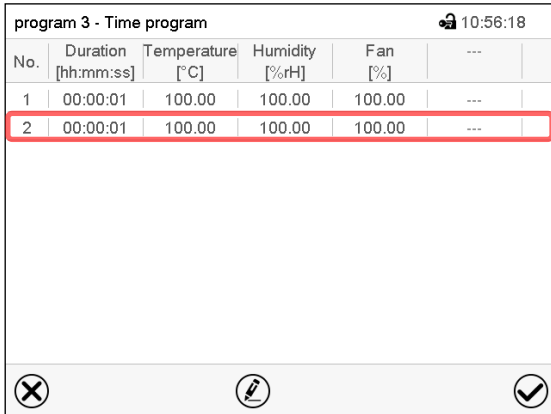 program 3 - Time program 10:56:18
No. Duration [hh:mm:ss] Temperature [°C] Humidity [%rH] Fan [%] ---
1 00:00:01 100.00 100.00 100.00 ---
2 00:00:01 100.00 100.00 100.00 ---